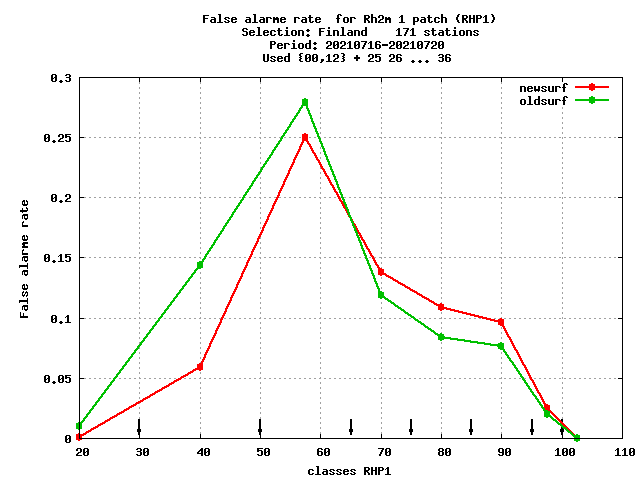 False alarme rate  for Rh2m 1 patch (RHP1)
Selection: Finland    171 stations
Period: 20210716-20210720
Used {00,12} + 25 26 ... 36
newsurf
oldsurf
0.3
0.25
0.2
0.15
0.1
0.05
0
False alarme rate
20 30 40 50 60 70 80 90 100 110
classes RHP1